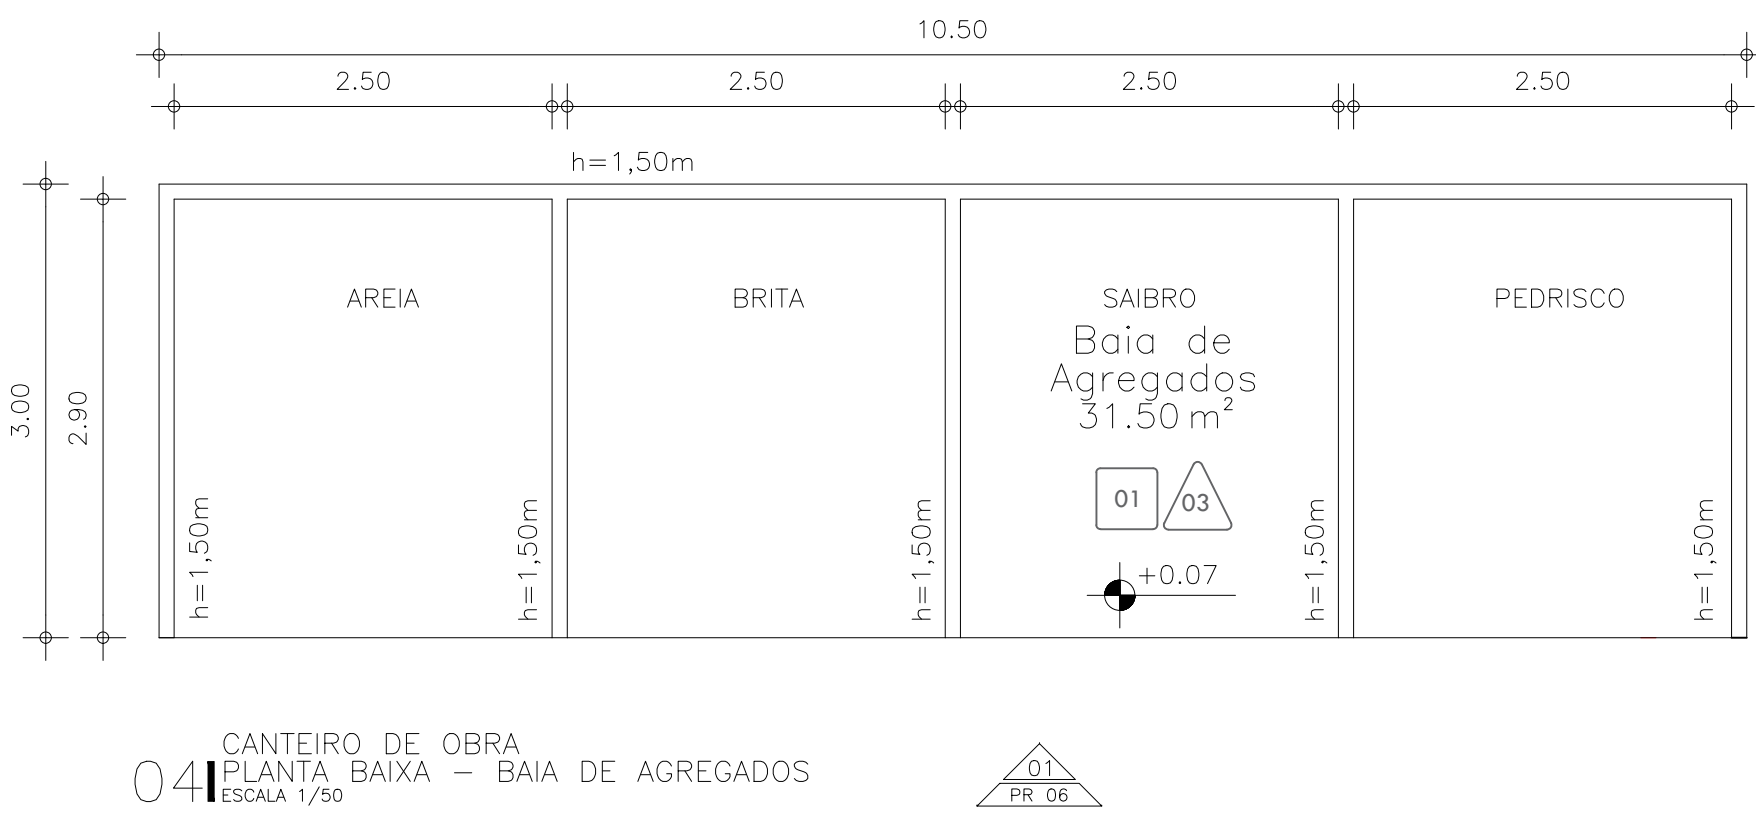 10.50
2.50
2.50
2.50
2.50
h=1,50m
AREIA
BRITA
SAIBRO
PEDRISCO
Baia de
Agregados
31.50 m²
3.00
2.90
01
03
h=1,50m
h=1,50m
h=1,50m
h=1,50m
h=1,50m
+0.07
04
CANTEIRO DE OBRA
PLANTA BAIXA – BAIA DE AGREGADOS
ESCALA 1/50
01
PR 06